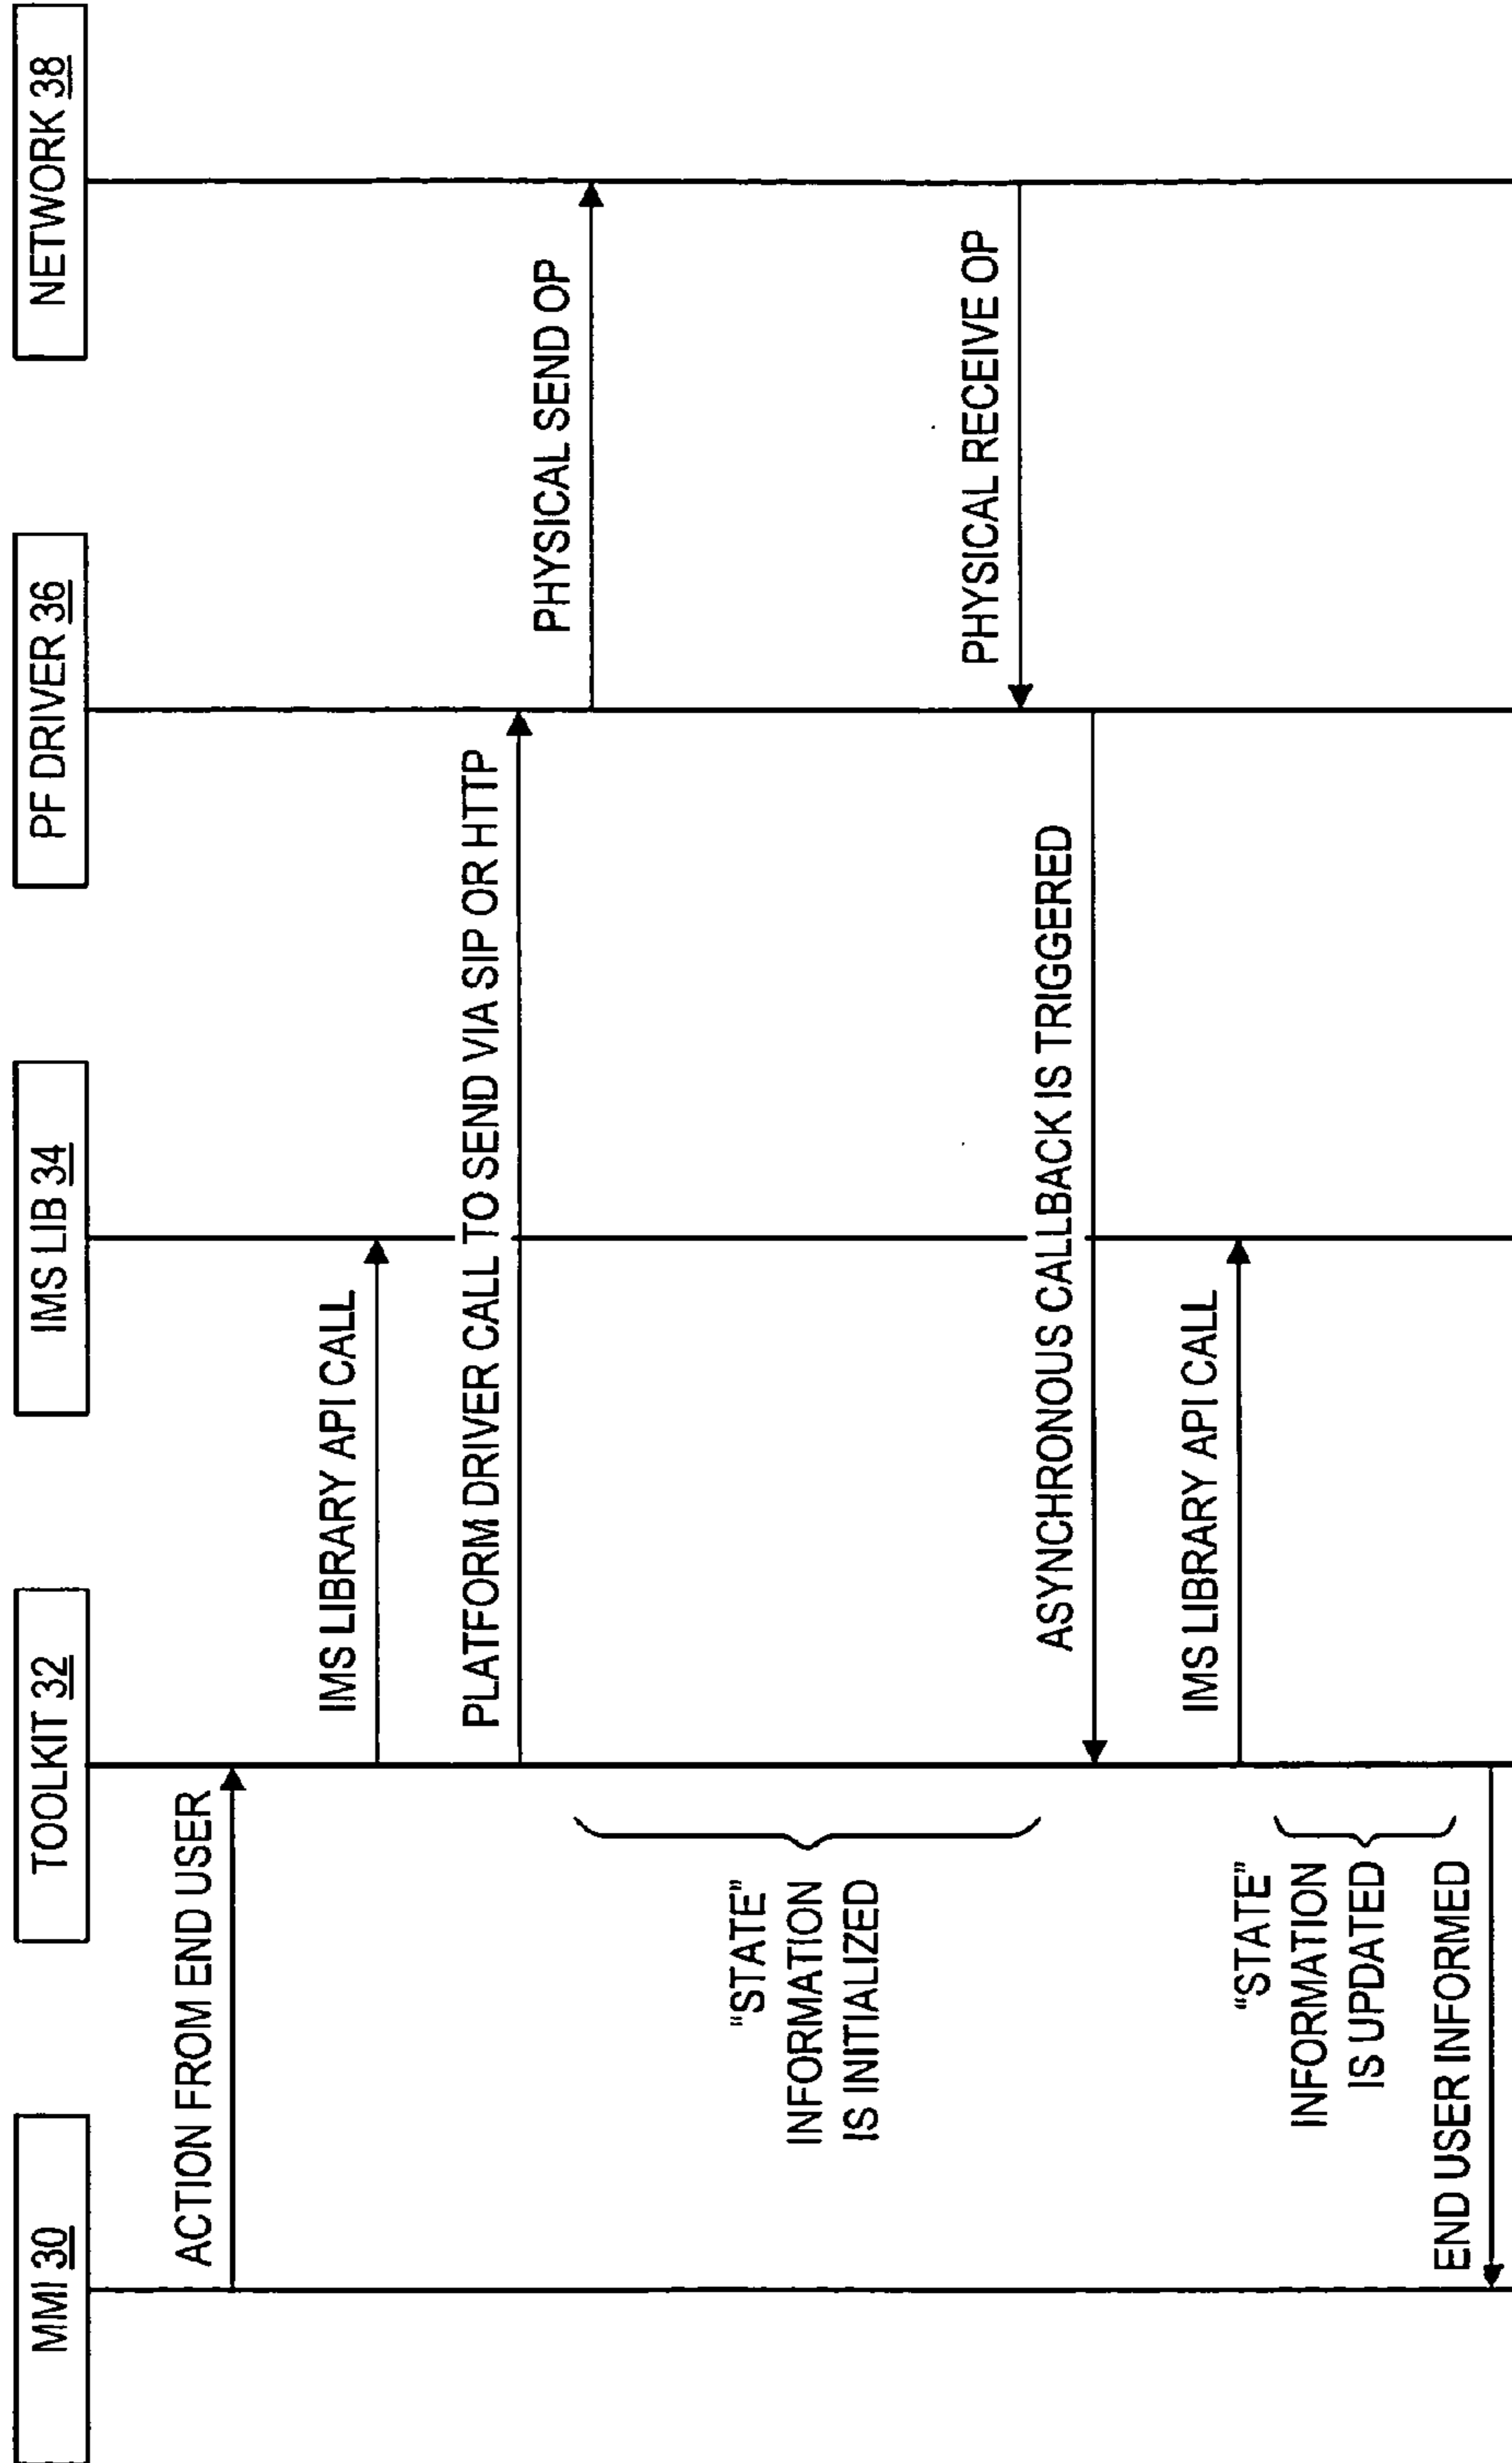 MMI 30
TOOLKIT 32
IMS LIB 34
PF DRIVER 36
NETWORK 38
ACTION FROM END USER
IMS LIBRARY API CALL
PLATFORM DRIVER CALL TO SEND VIA SIP OR HTTP
PHYSICAL SEND OP
"STATE"
INFORMATION
IS INITIALIZED
PHYSICAL RECEIVE OP
ASYNCHRONOUS CALLBACK IS TRIGGERED
IMS LIBRARY API CALL
"STATE"
INFORMATION
IS UPDATED
END USER INFORMED